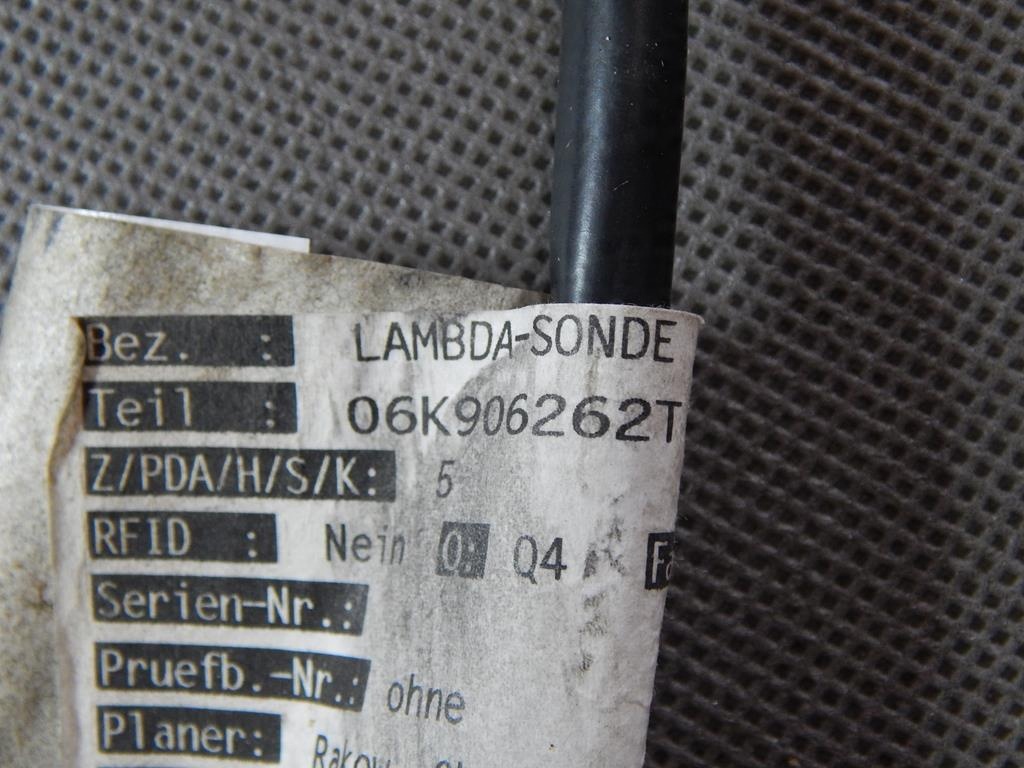 Bez. : LAMBDA-SONDE
Teil : 06K906262T
Z/PDA/H/S/K: 5
RFID : Nein Q: Q4
Serien-Nr.:
Pruefb.-Nr.: ohne
Planer: